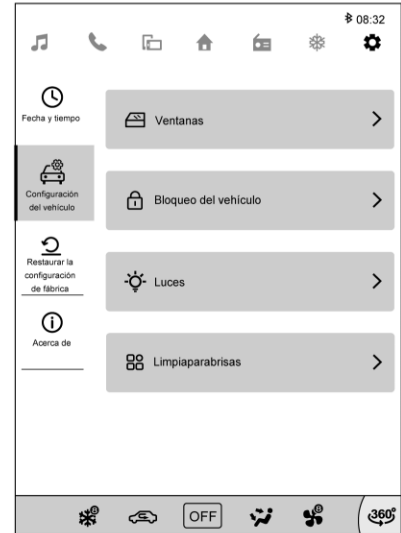 08:32
Fecha y tiempo
Ventanas
Configuración
del vehículo
Bloqueo del vehículo
Restaurar la
configuración
de fábrica
Luces
Acerca de
Limpiaparabrisas
OFF
360°